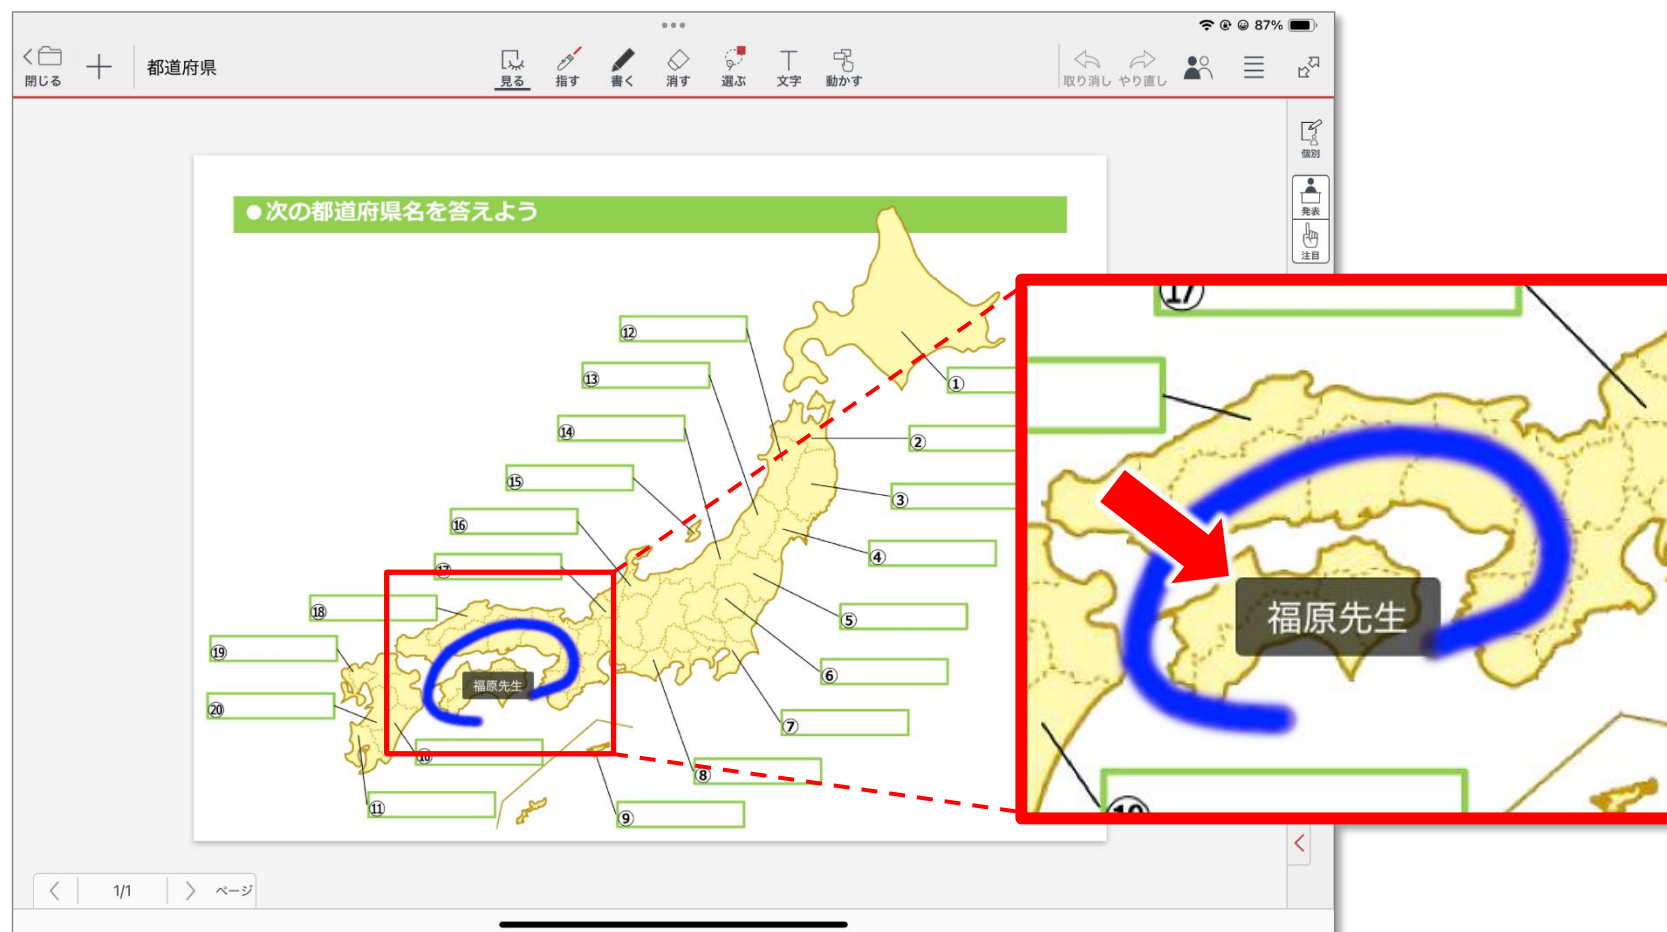 87%
閉じる
都道府県
見る
指す
書く
消す
選ぶ
文字
動かす
取り消し
やり直し
個別
発表
注目
●次の都道府県名を答えよう
⑫
⑬
⑭
⑮
⑯
⑰
⑱
⑲
⑳
①
②
③
④
⑤
⑥
⑦
⑧
⑨
⑩
⑪
福原先生
⑰
福原先生
⑩
1/1
ページ